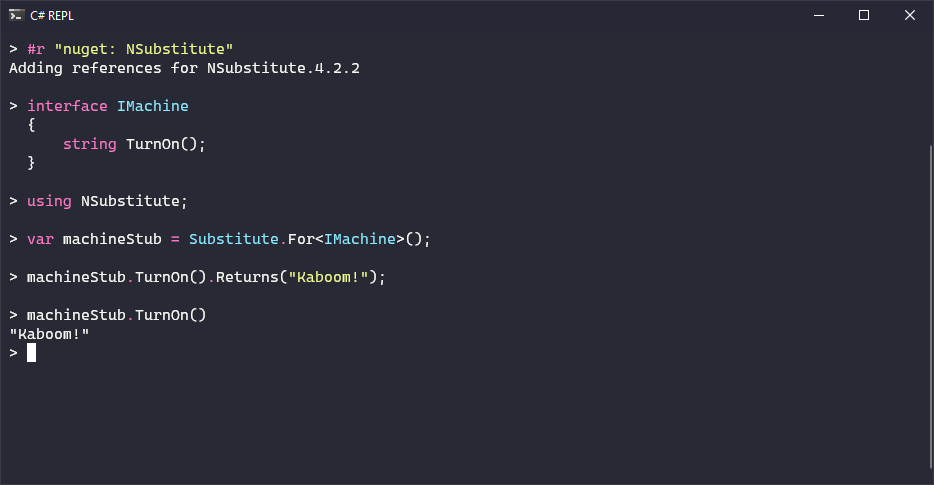 C# REPL
> #r "nuget: NSubstitute"
Adding references for NSubstitute.4.2.2
> interface IMachine
{
string TurnOn();
}
> using NSubstitute;
> var machineStub = Substitute.For<IMachine>();
> machineStub.TurnOn().Returns("Kaboom!");
> machineStub.TurnOn()
"Kaboom!"
>